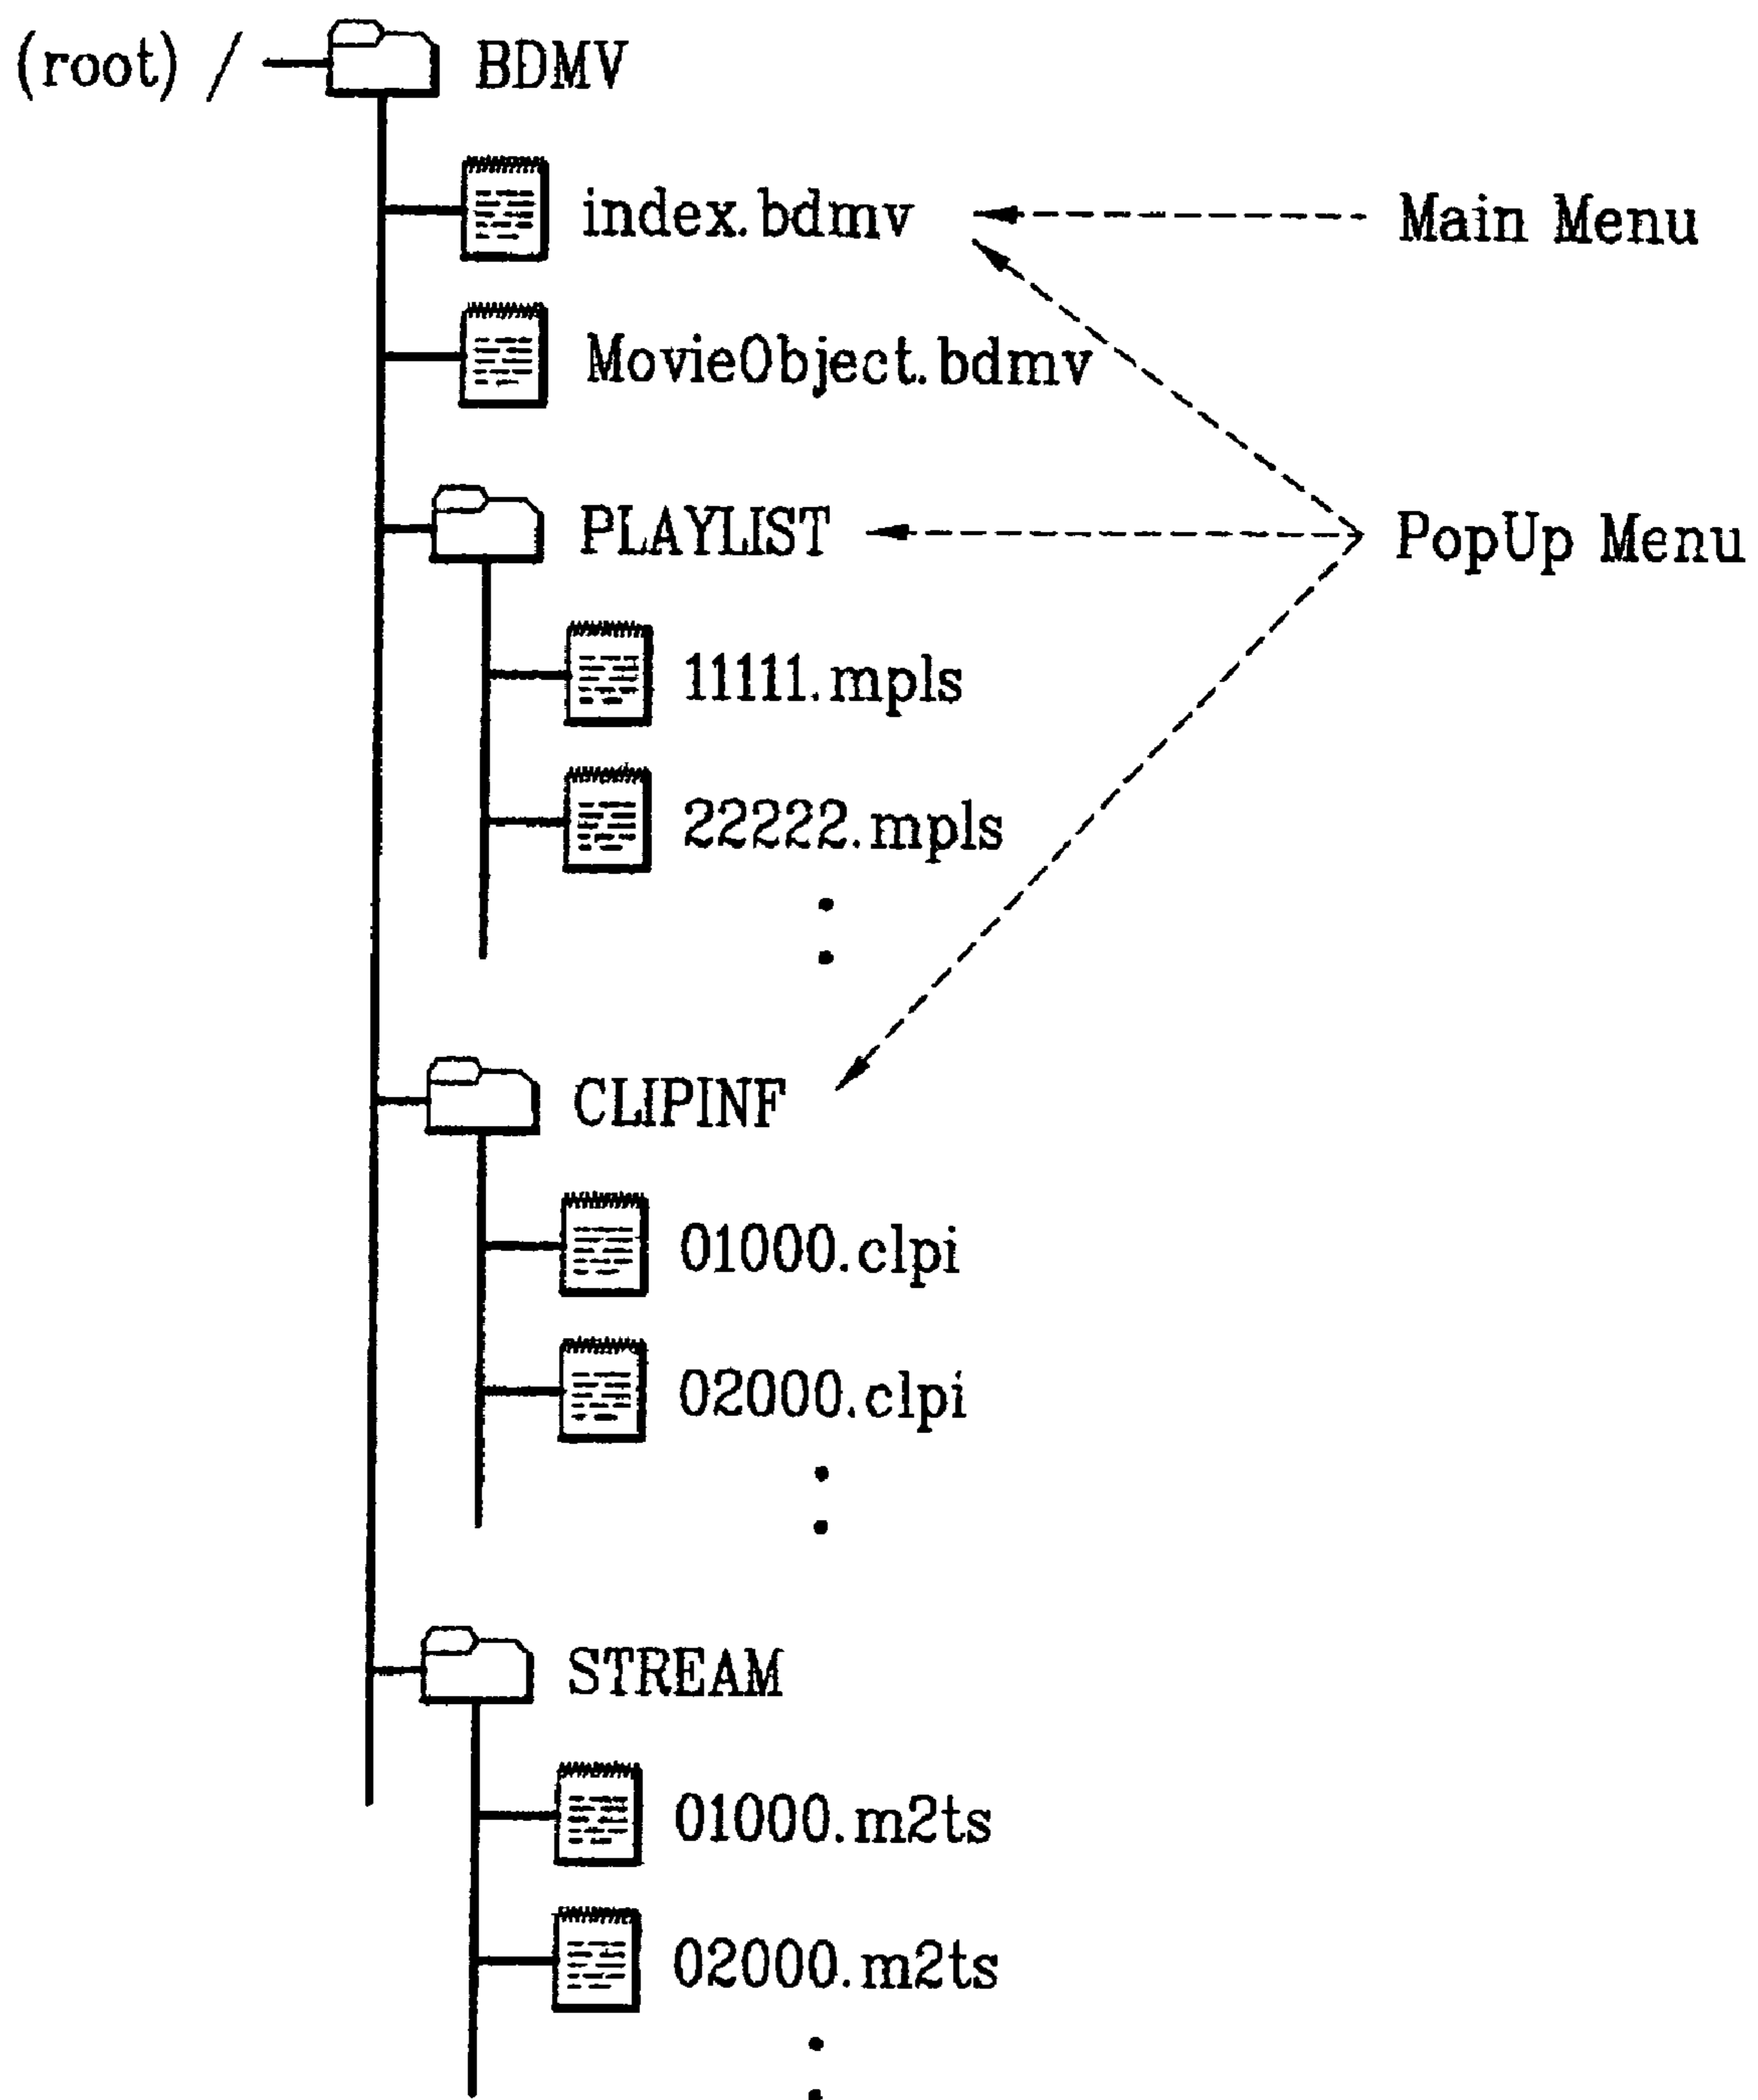 (root) / BDMV
index.bdmv
Main Menu
MovieObject.bdmv
PLAYLIST
PopUp Menu
11111.mpls
22222.mpls
CLIPINF
01000.clpi
02000.clpi
STREAM
01000.m2ts
02000.m2ts